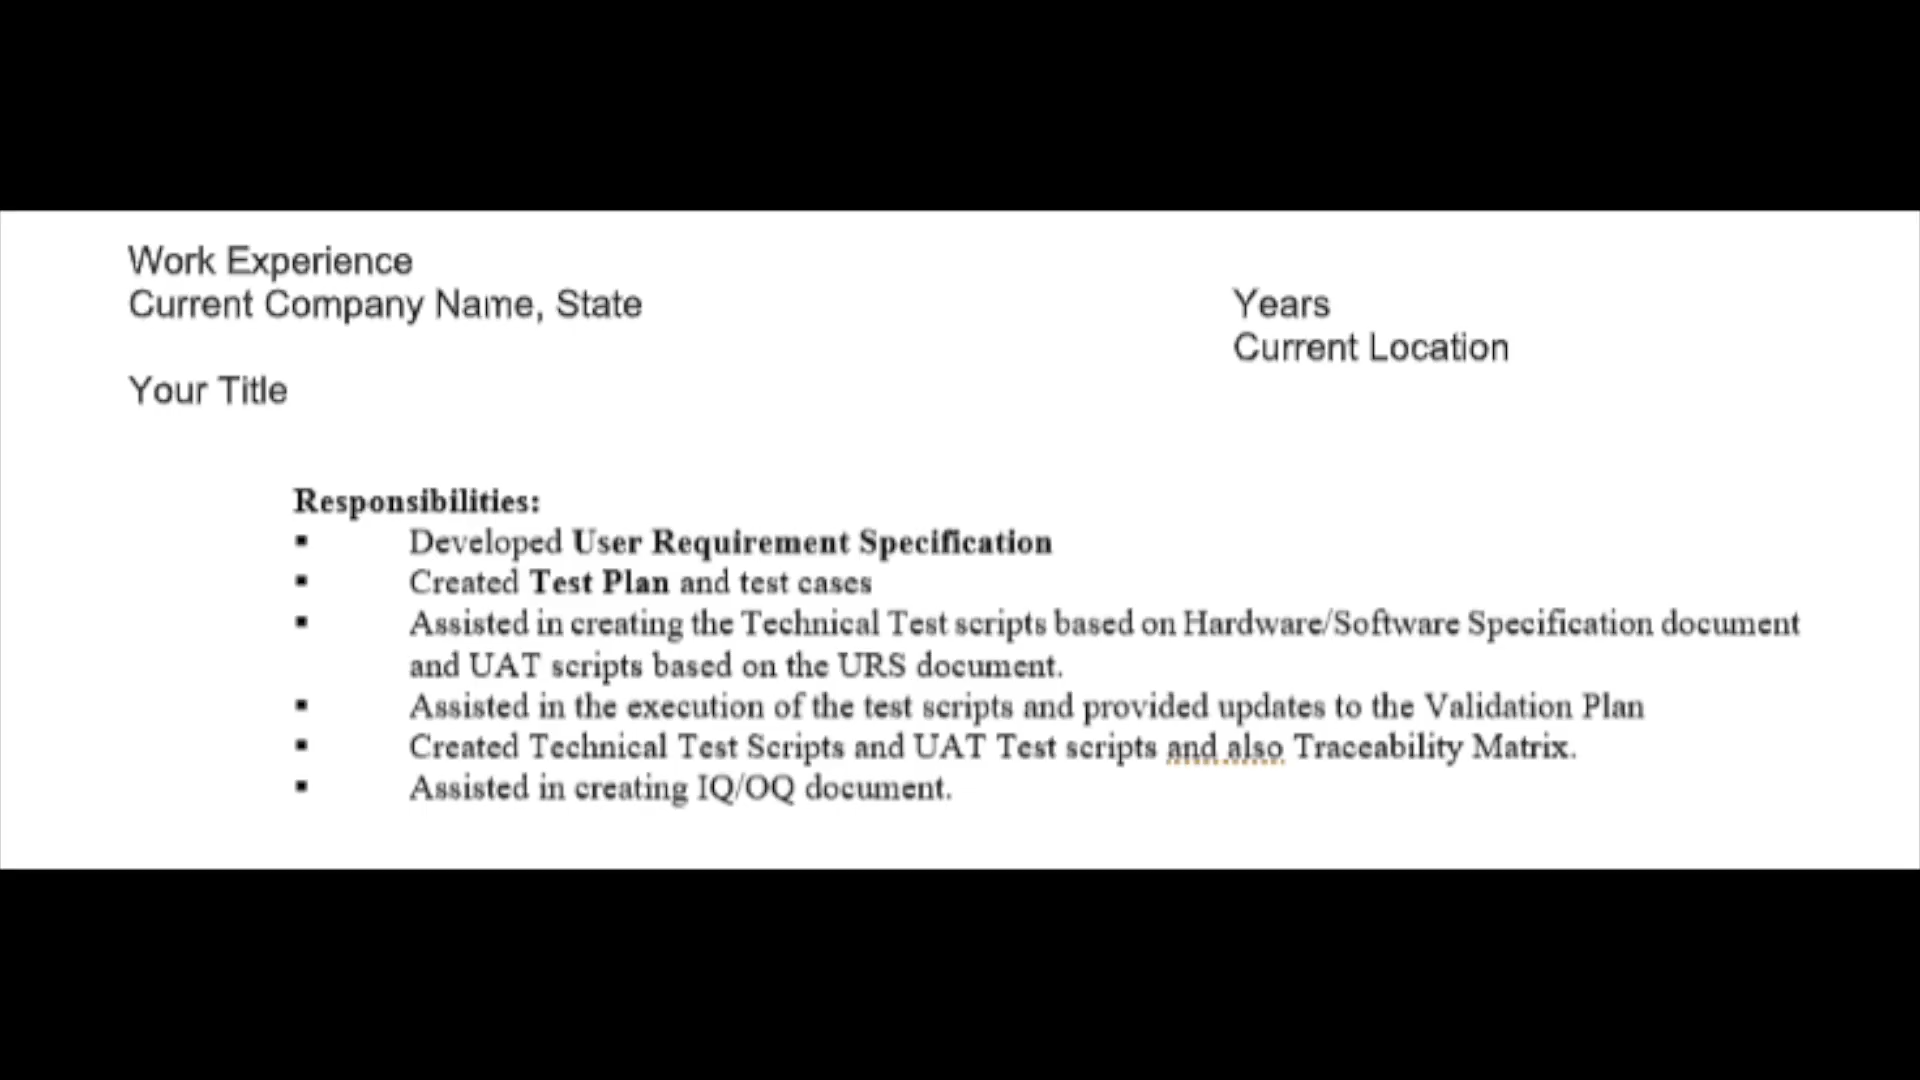 Work Experience
Current Company Name, State
Years
Current Location
Your Title
Responsibilities:
▪ Developed User Requirement Specification
▪ Created Test Plan and test cases
▪ Assisted in creating the Technical Test scripts based on Hardware/Software Specification document
and UAT scripts based on the URS document.
▪ Assisted in the execution of the test scripts and provided updates to the Validation Plan
▪ Created Technical Test Scripts and UAT Test scripts and also Traceability Matrix.
▪ Assisted in creating IQ/OQ document.